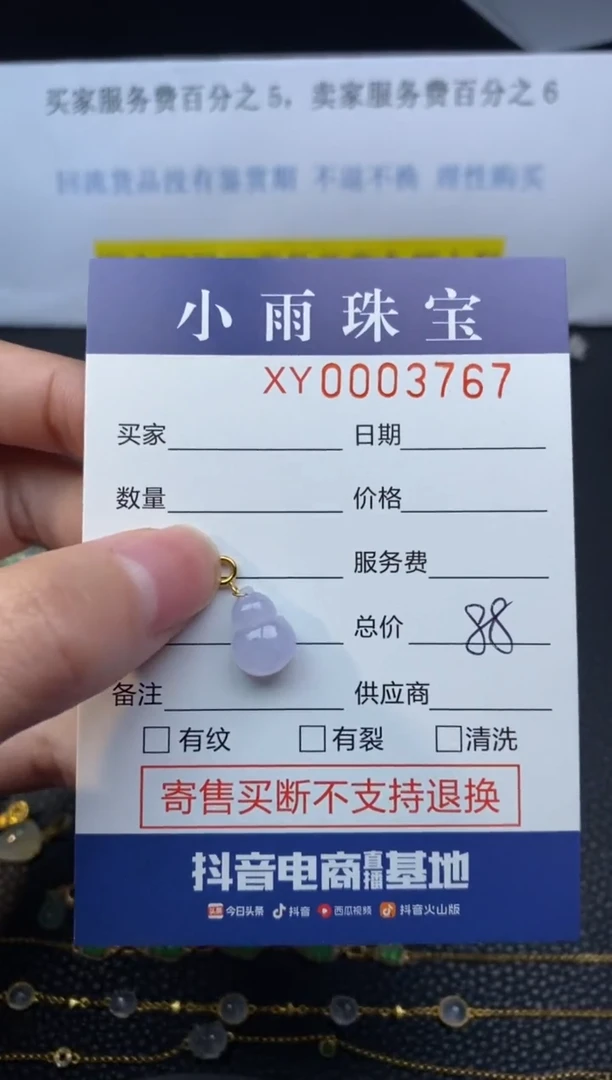 买家服务费百分之5，卖家服务费百分之6
回流货品没有鉴赏期 不退不换 理性购买
小雨珠宝
XY0003767
买家 日期
数量 价格
服务费
总价 88
备注 供应商
有纹 有裂 清洗
寄售买断不支持退换
抖音电商直播基地
头条 今日头条 抖音 西瓜视频 抖音火山版